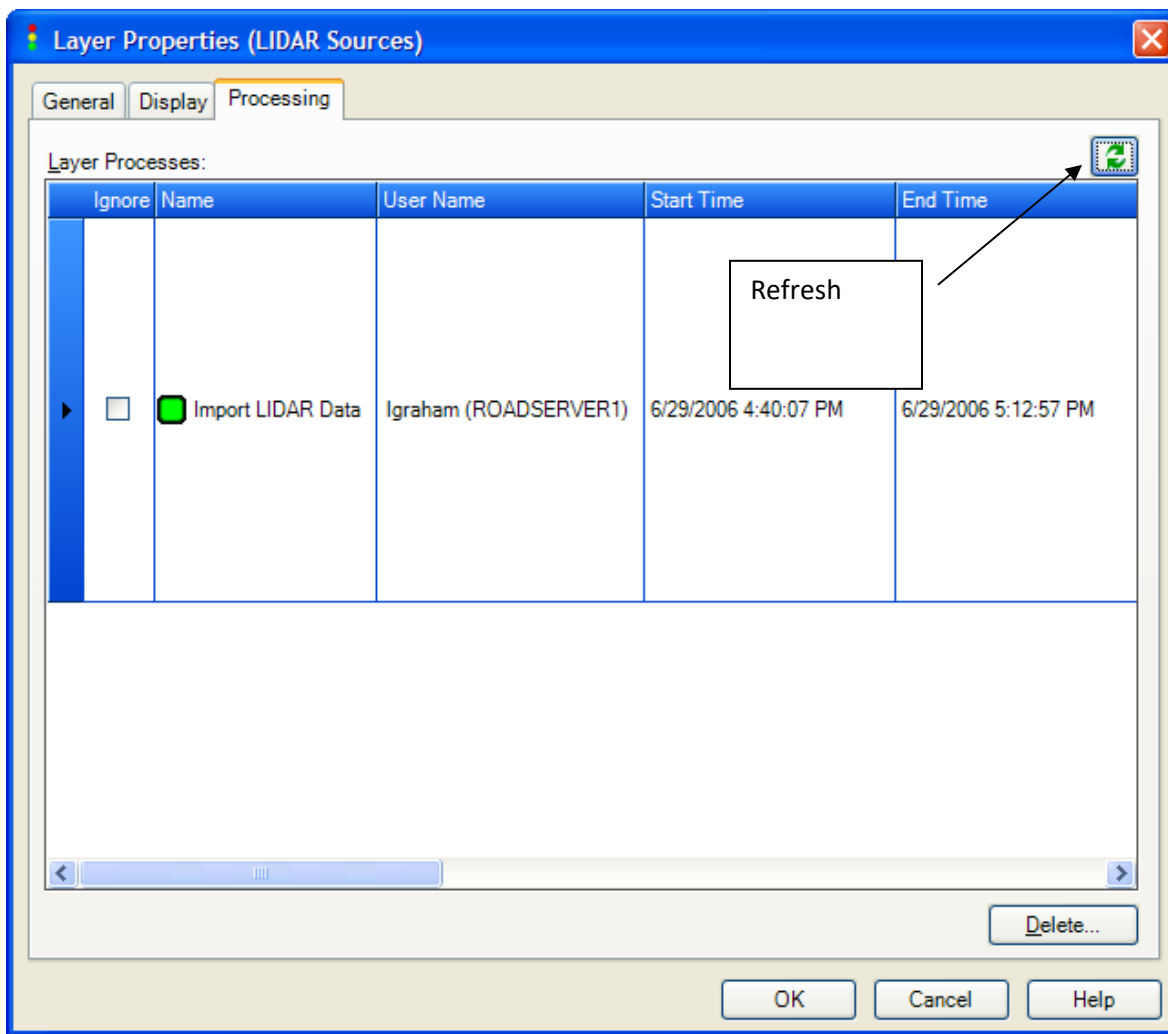 Layer Properties (LIDAR Sources)
General Display Processing
Layer Processes:
Ignore Name User Name Start Time End Time
Refresh
Import LIDAR Data lgraham (ROADSERVER1) 6/29/2006 4:40:07 PM 6/29/2006 5:12:57 PM
Delete...
OK Cancel Help